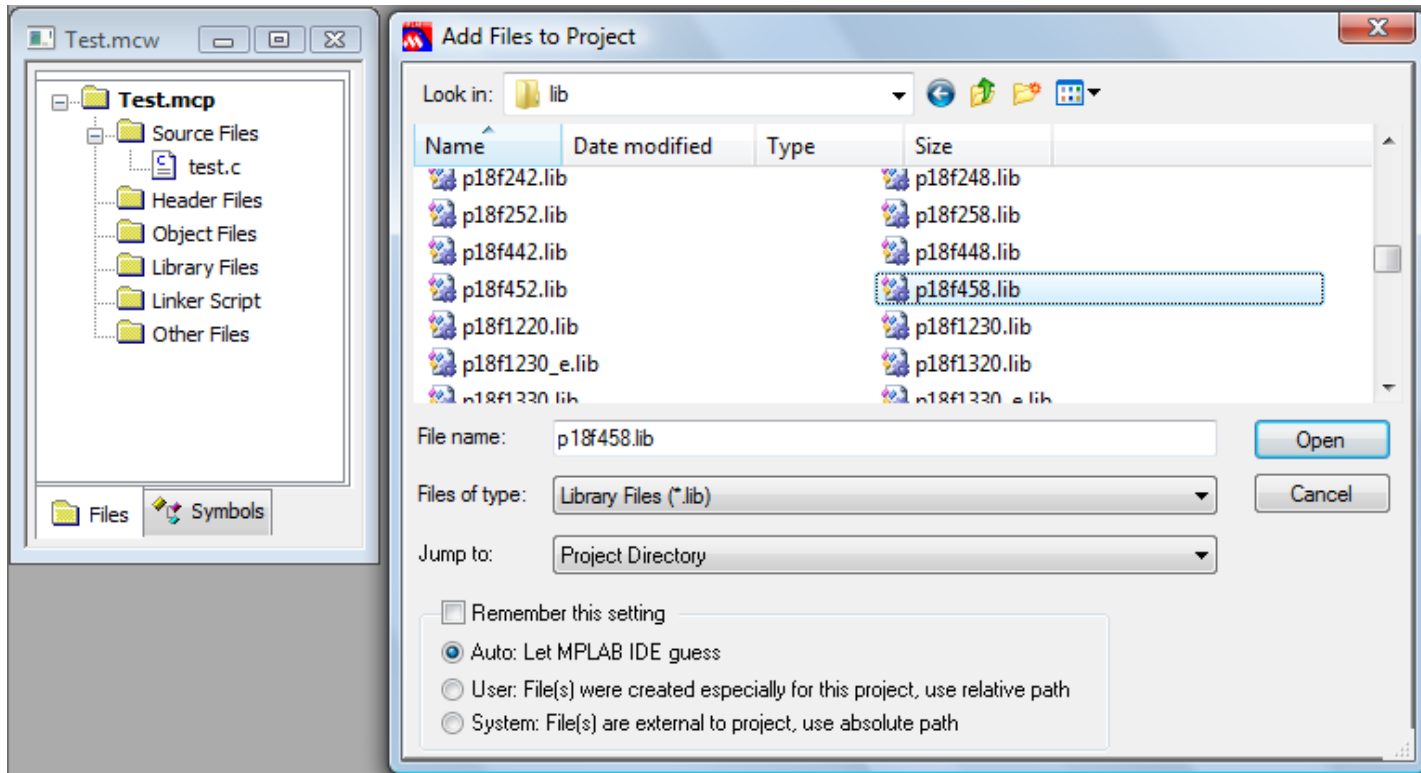 Test.mcw
Test.mcp
Source Files
test.c
Header Files
Object Files
Library Files
Linker Script
Other Files
Files Symbols
Add Files to Project
Look in: lib
Name Date modified Type Size
p18f242.lib p18f248.lib
p18f252.lib p18f258.lib
p18f442.lib p18f448.lib
p18f452.lib p18f458.lib
p18f1220.lib p18f1230.lib
p18f1230_e.lib p18f1320.lib
p18f1330.lib p18f1330_e.lib
File name: p18f458.lib Open
Files of type: Library Files (*.lib) Cancel
Jump to: Project Directory
Remember this setting
Auto: Let MPLAB IDE guess
User: File(s) were created especially for this project, use relative path
System: File(s) are external to project, use absolute path